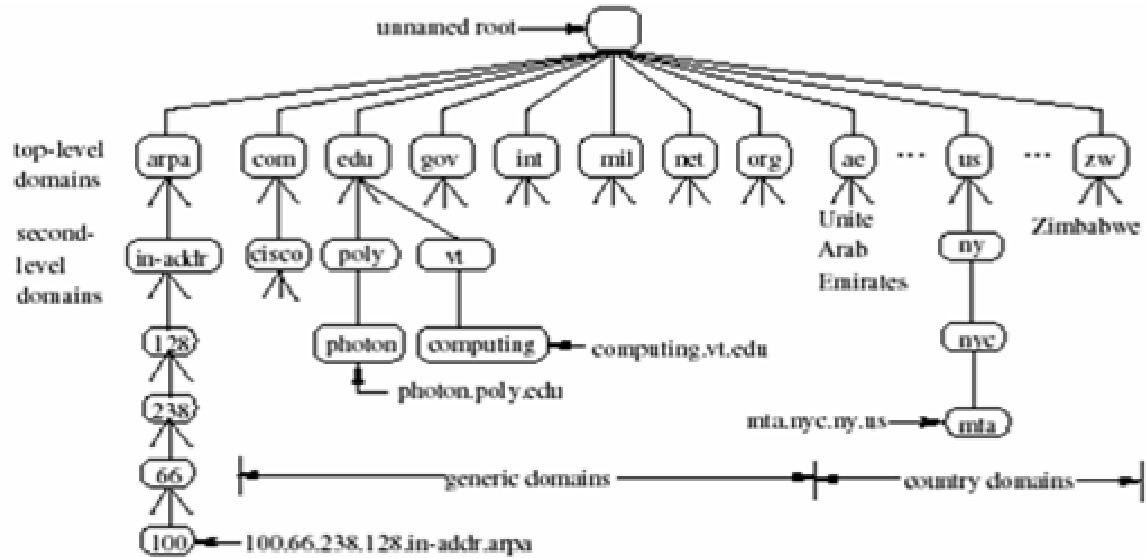 unnamed root
top-level
domains
arpa
com
edu
gov
int
mil
net
org
ae
...
us
...
zw
second-
level
domains
in-addr
cisco
poly
vt
Unite
Arab
Emirates
ny
Zimbabwe
128
photon
computing
computing.vt.edu
nyc
photon.poly.edu
238
mta.nyc.ny.us
mta
66
generic domains
country domains
100
100.66.238.128.in-addr.arpa